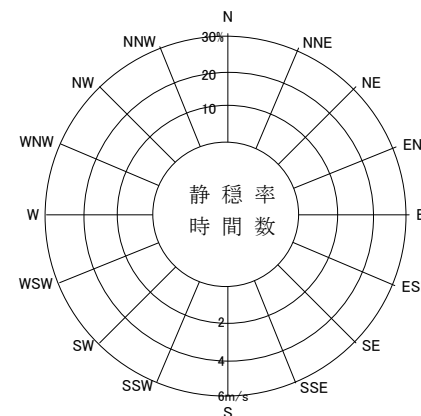 N
NNW
NNE
30%
NW
NE
20
10
WNW
EN
静 穏 率
W
E
時 間 数
WSW
ES
2
SW
SE
4
SSW
SSE
6m/s
S